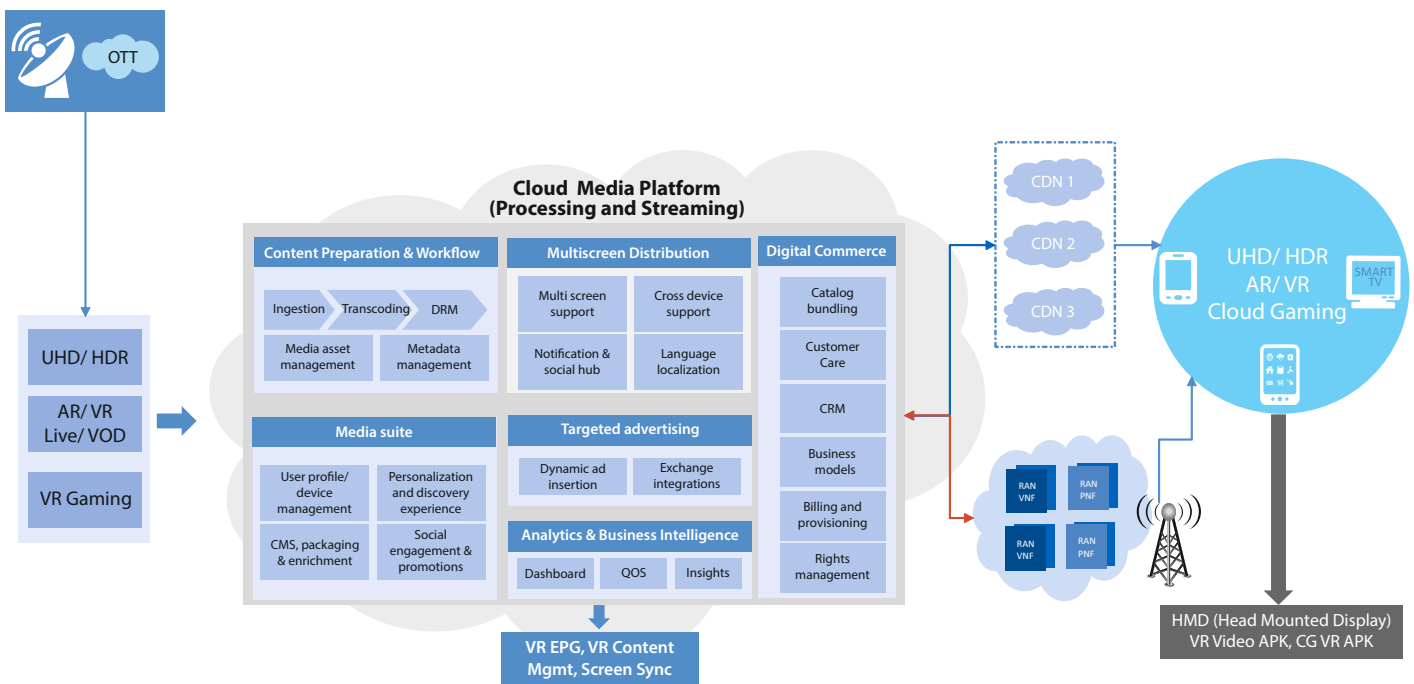 OTT
UHD/ HDR
AR/ VR
Live/ VOD
VR Gaming
Cloud Media Platform
(Processing and Streaming)
Content Preparation & Workflow
Ingestion
Transcoding
DRM
Media asset
management
Metadata
management
Multiscreen Distribution
Multi screen
support
Cross device
support
Notification &
social hub
Language
localization
Digital Commerce
Catalog
bundling
Customer
Care
CRM
Business
models
Billing and
provisioning
Rights
management
Media suite
User profile/
device
management
Personalization
and discovery
experience
CMS, packaging
& enrichment
Social
engagement &
promotions
Targeted advertising
Dynamic ad
insertion
Exchange
integrations
Analytics & Business Intelligence
Dashboard
QOS
Insights
VR EPG, VR Content
Mgmt, Screen Sync
CDN 1
CDN 2
CDN 3
RAN
VNF
RAN
PNF
RAN
VNF
RAN
PNF
UHD/ HDR
AR/ VR
Cloud Gaming
SMART
TV
HMD (Head Mounted Display)
VR Video APK, CG VR APK